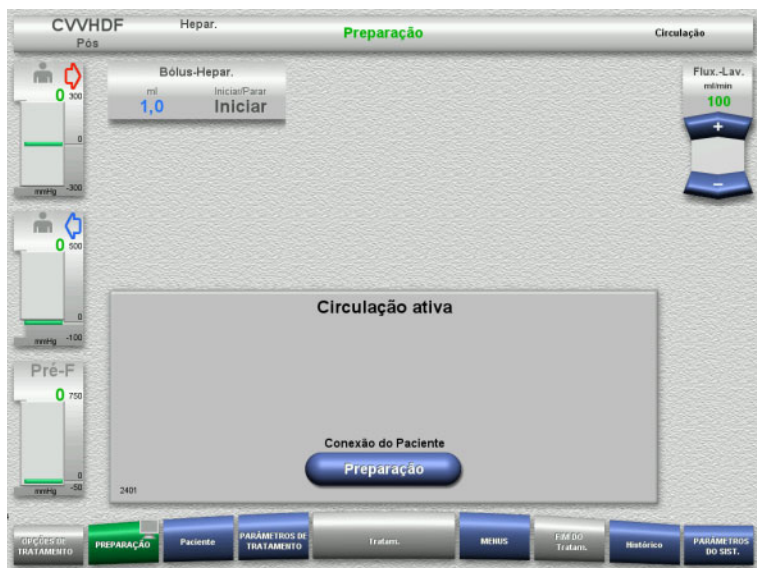 CVVHDF
Hepar.
Pós
Preparação
Circulação
0
300
0
mmHg
-300
Bólus-Hepar.
ml
Iniciar/Parar
1,0
Iniciar
Flux.-Lav.
ml/min
100
+
−
0
500
0
mmHg
-100
Circulação ativa
Pré-F
0
750
0
mmHg
-50
Conexão do Paciente
Preparação
2401
OPÇÕES DE
TRATAMENTO
PREPARAÇÃO
Paciente
PARÂMETROS DE
TRATAMENTO
Tratam.
MENUS
FIM DO
Tratam.
Histórico
PARÂMETROS
DO SIST.